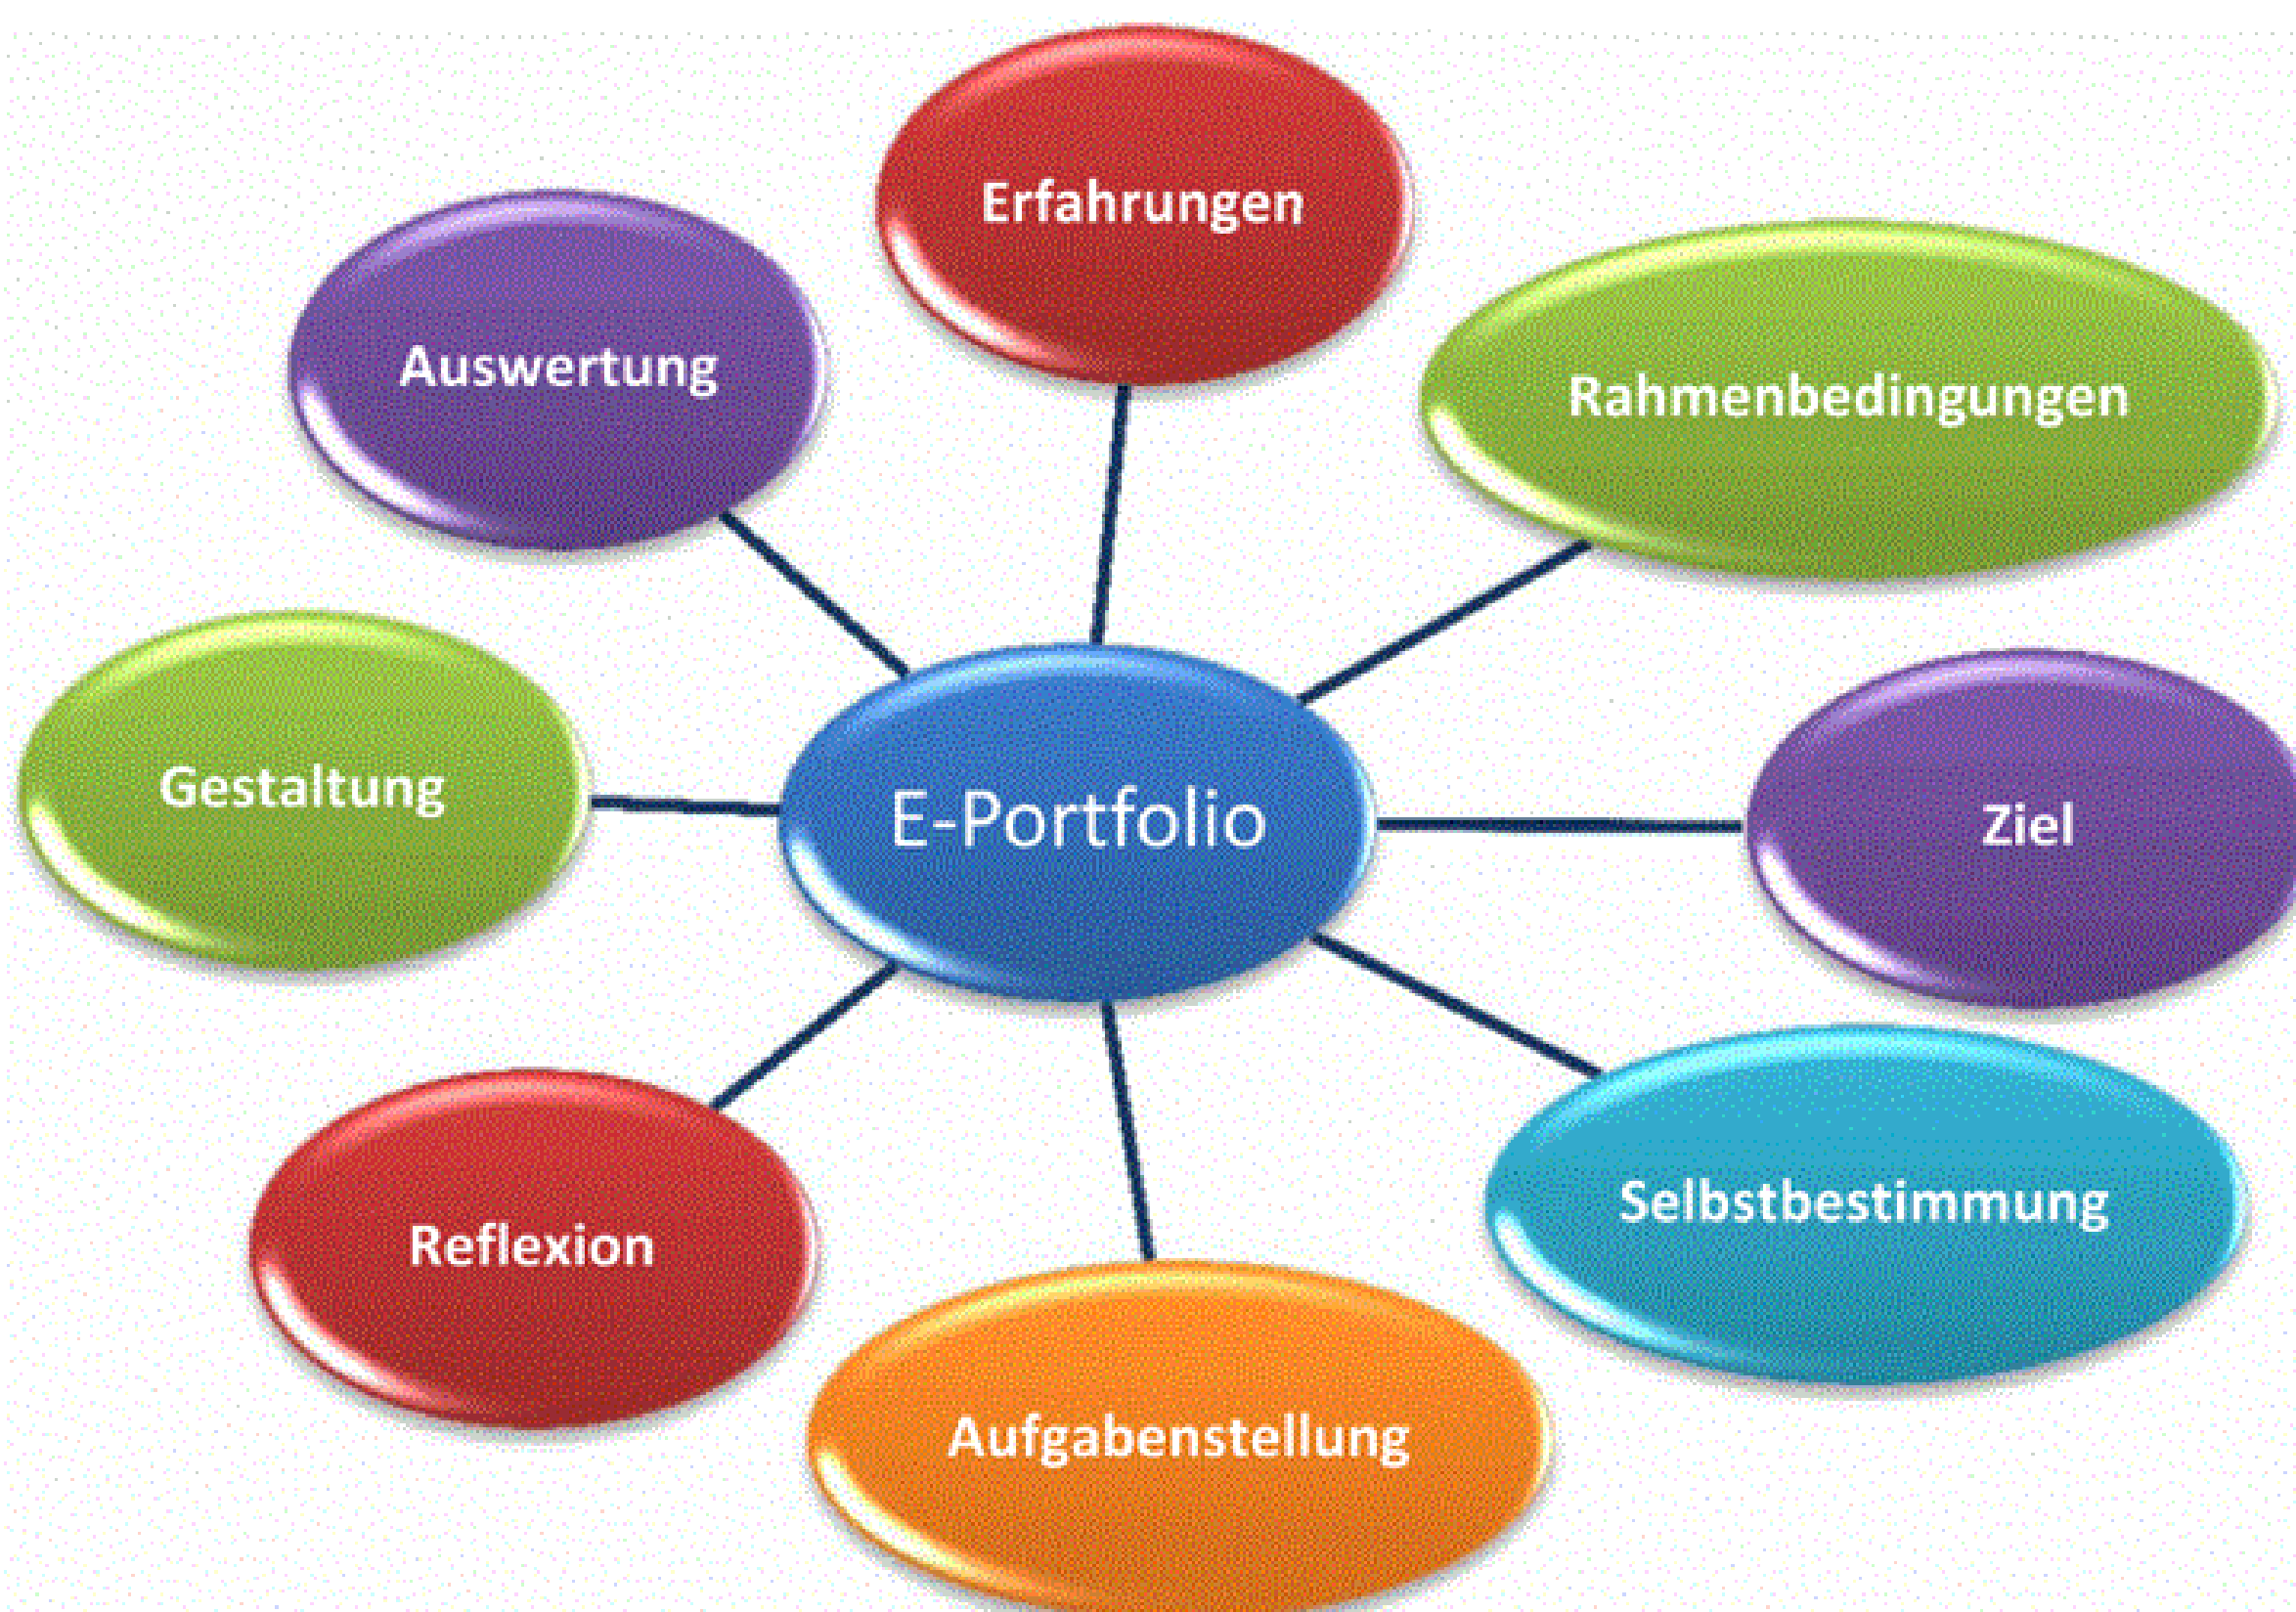 Erfahrungen
Auswertung
Rahmenbedingungen
Gestaltung
E-Portfolio
Ziel
Selbstbestimmung
Reflexion
Aufgabenstellung